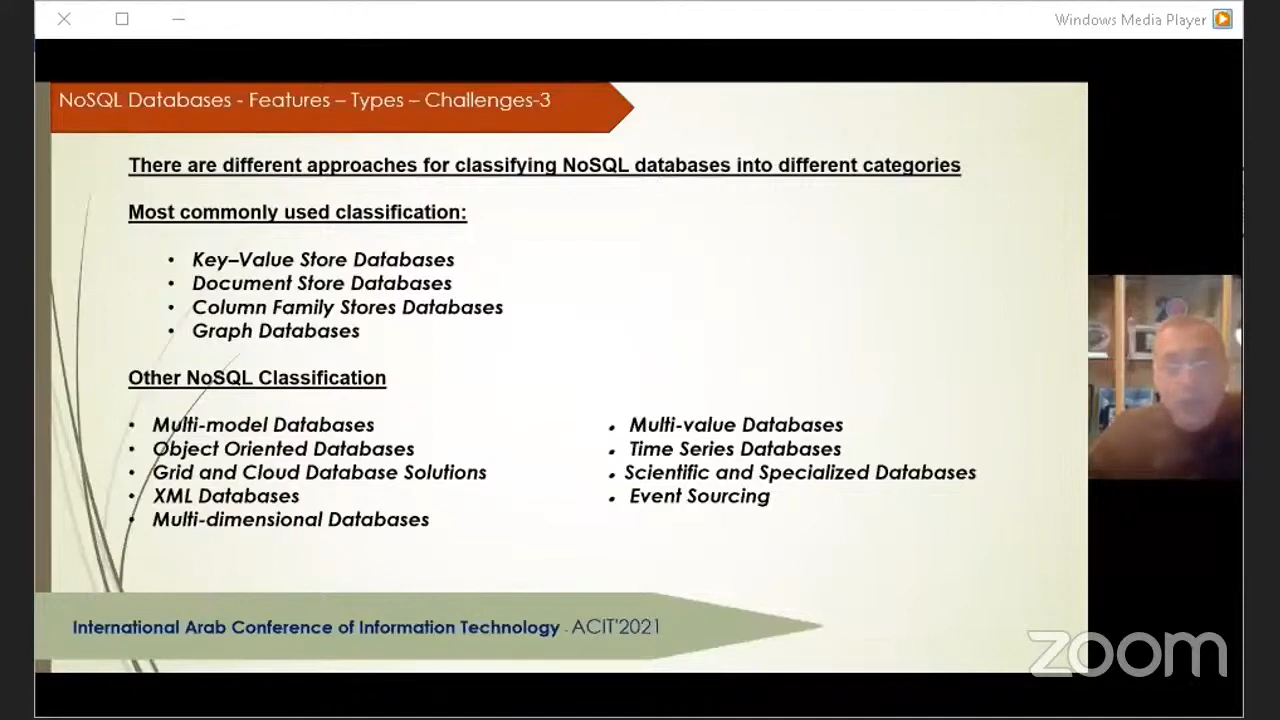 Windows Media Player
NoSQL Databases - Features – Types – Challenges-3
There are different approaches for classifying NoSQL databases into different categories
Most commonly used classification:
• Key–Value Store Databases
• Document Store Databases
• Column Family Stores Databases
• Graph Databases
Other NoSQL Classification
• Multi-model Databases
• Object Oriented Databases
• Grid and Cloud Database Solutions
• XML Databases
• Multi-dimensional Databases
• Multi-value Databases
• Time Series Databases
• Scientific and Specialized Databases
• Event Sourcing
International Arab Conference of Information Technology - ACIT'2021
zoom